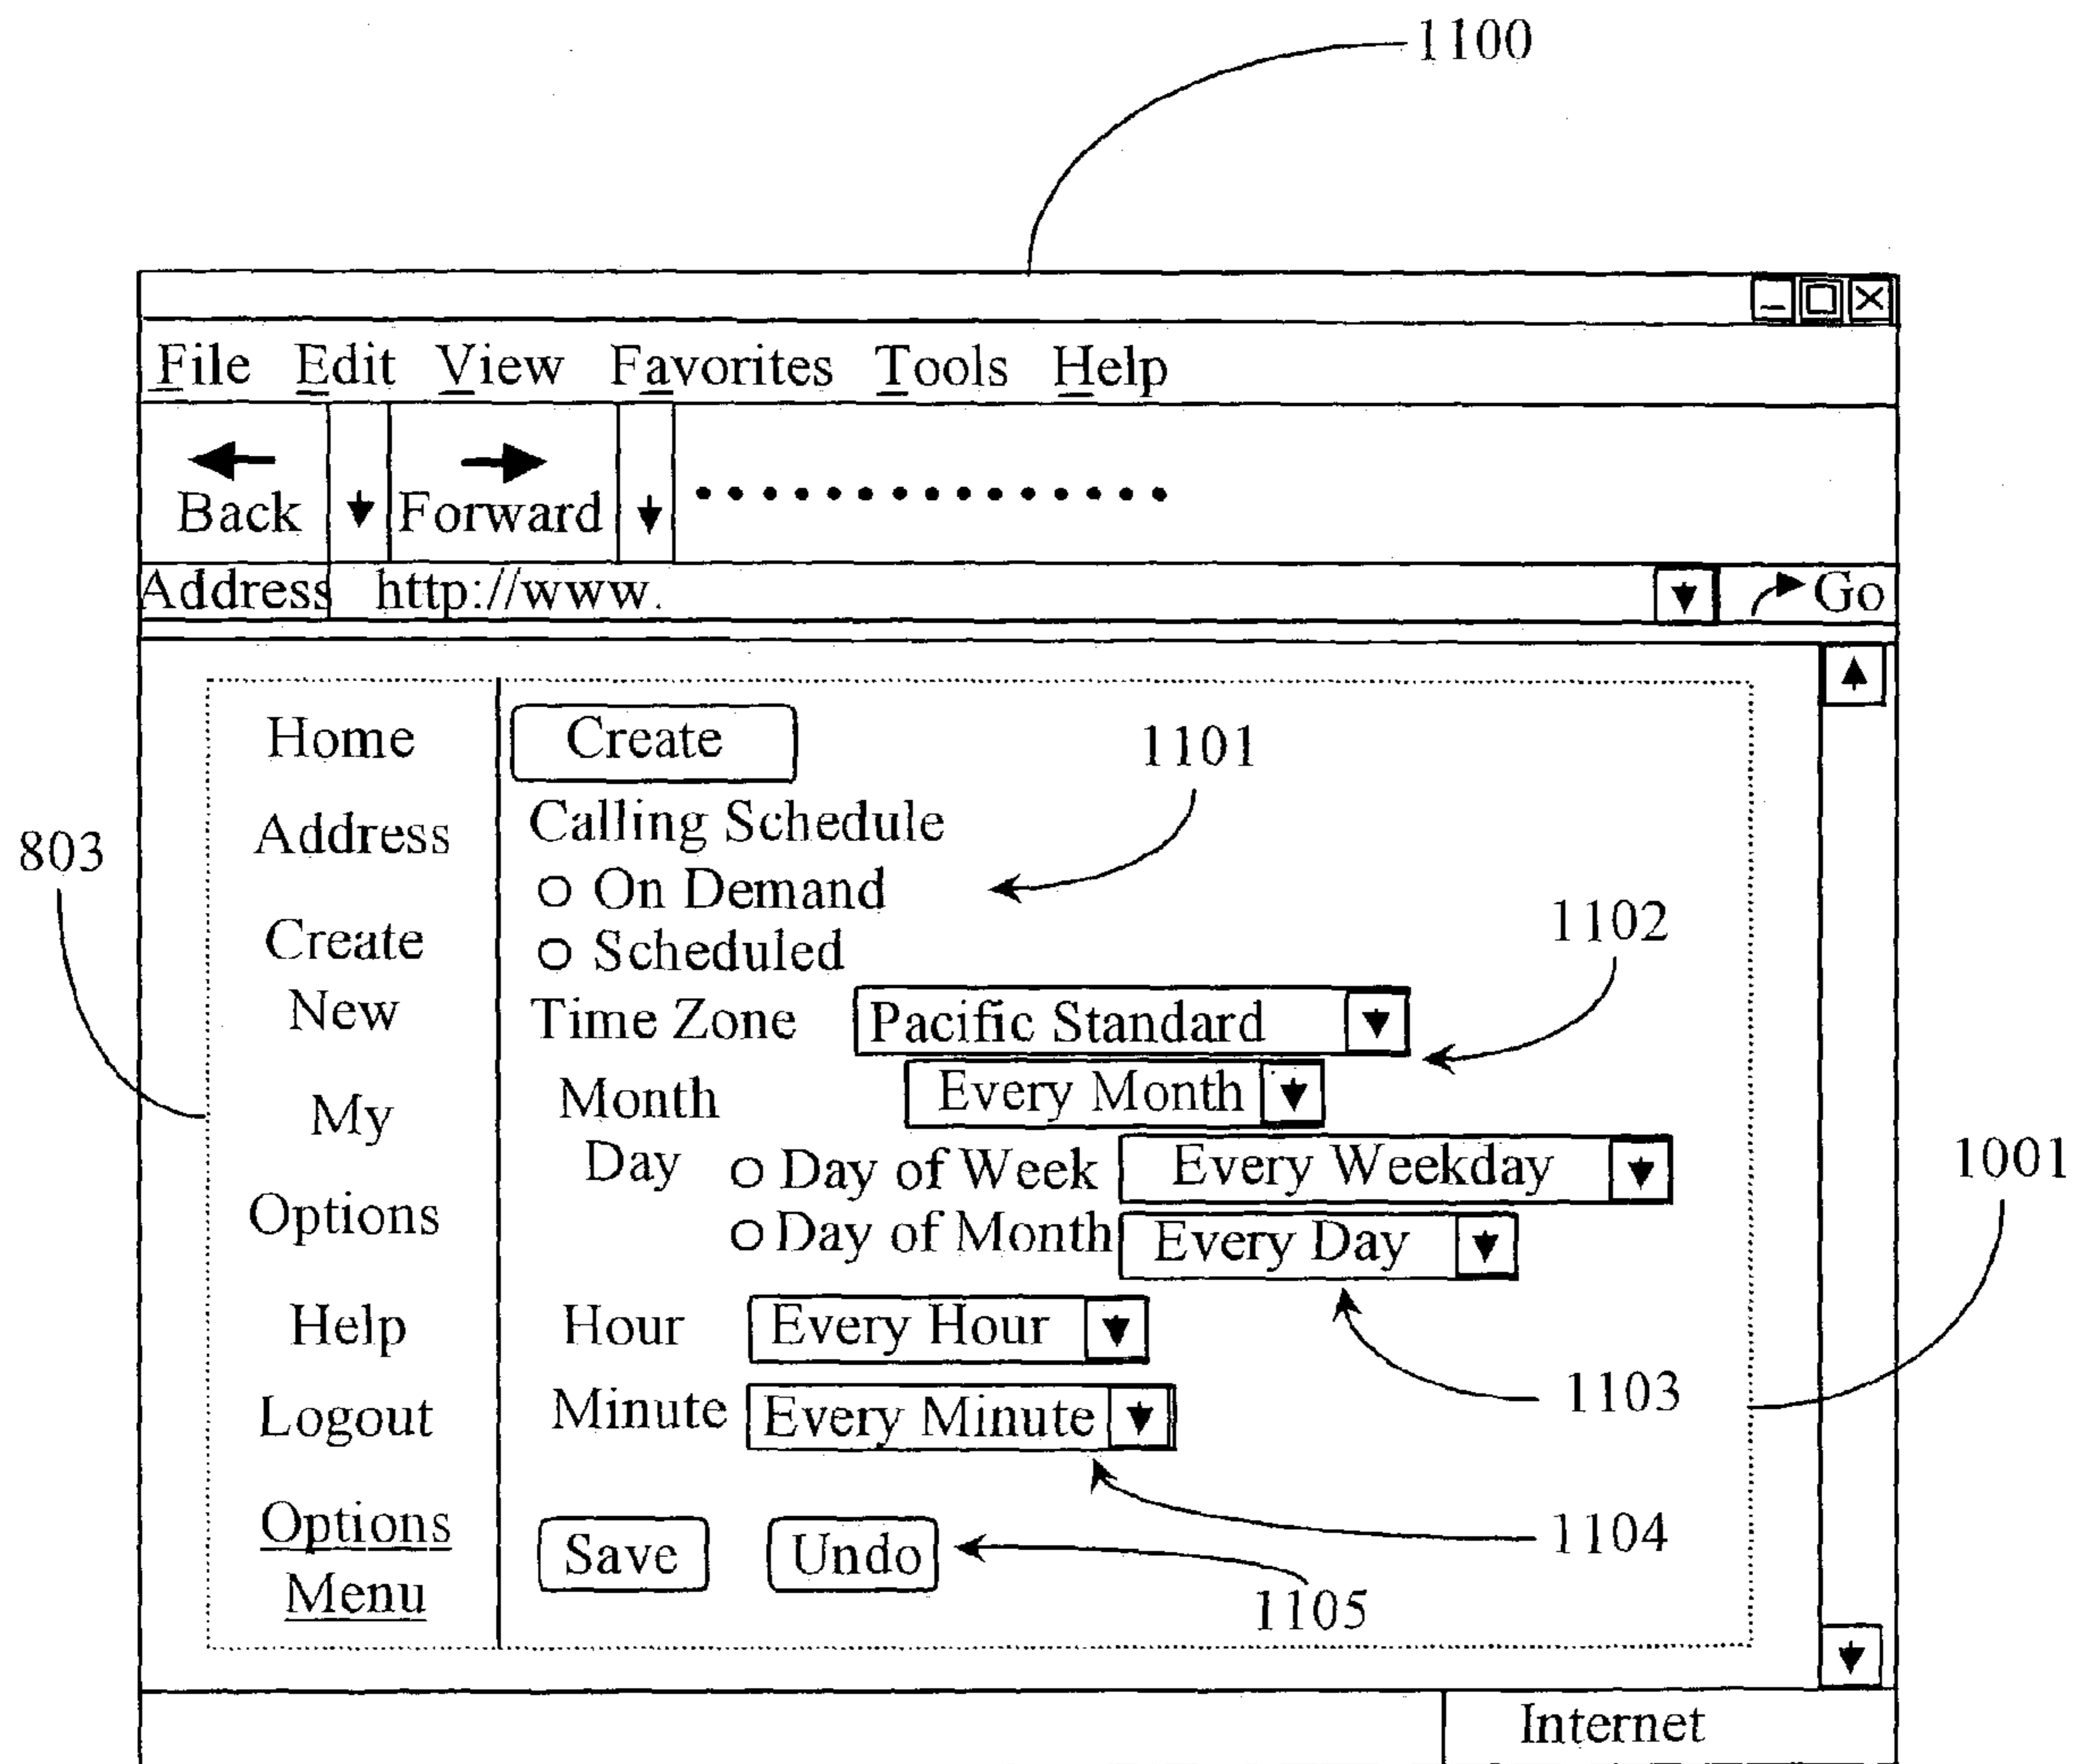 1100
File Edit View Favorites Tools Help
Back Forward
Address http://www. Go
Home
Address
Create
New
My
Options
Help
Logout
Options
Menu
Create
Calling Schedule
On Demand
Scheduled
Time Zone Pacific Standard
Month Every Month
Day Day of Week Every Weekday
Day of Month Every Day
Hour Every Hour
Minute Every Minute
Save Undo
803
1101
1102
1001
1103
1104
1105
Internet